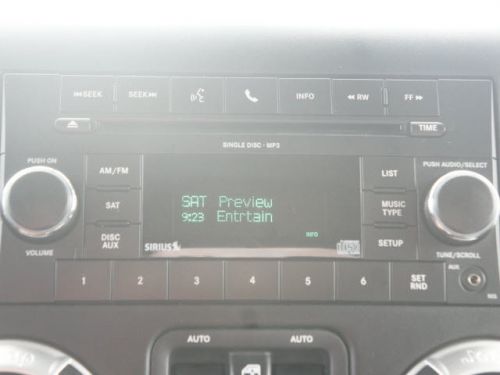 SEEK SEEK INFO RW FF
TIME
SINGLE DISC · MP3
PUSH ON AM/FM LIST PUSH AUDIO/SELECT
SAT Preview
SAT 9:23 Entrtain MUSIC TYPE
DISC AUX INFO SETUP
VOLUME SIRIUS TUNE/SCROLL
1 2 3 4 5 6 SET RND AUX
AUTO AUTO